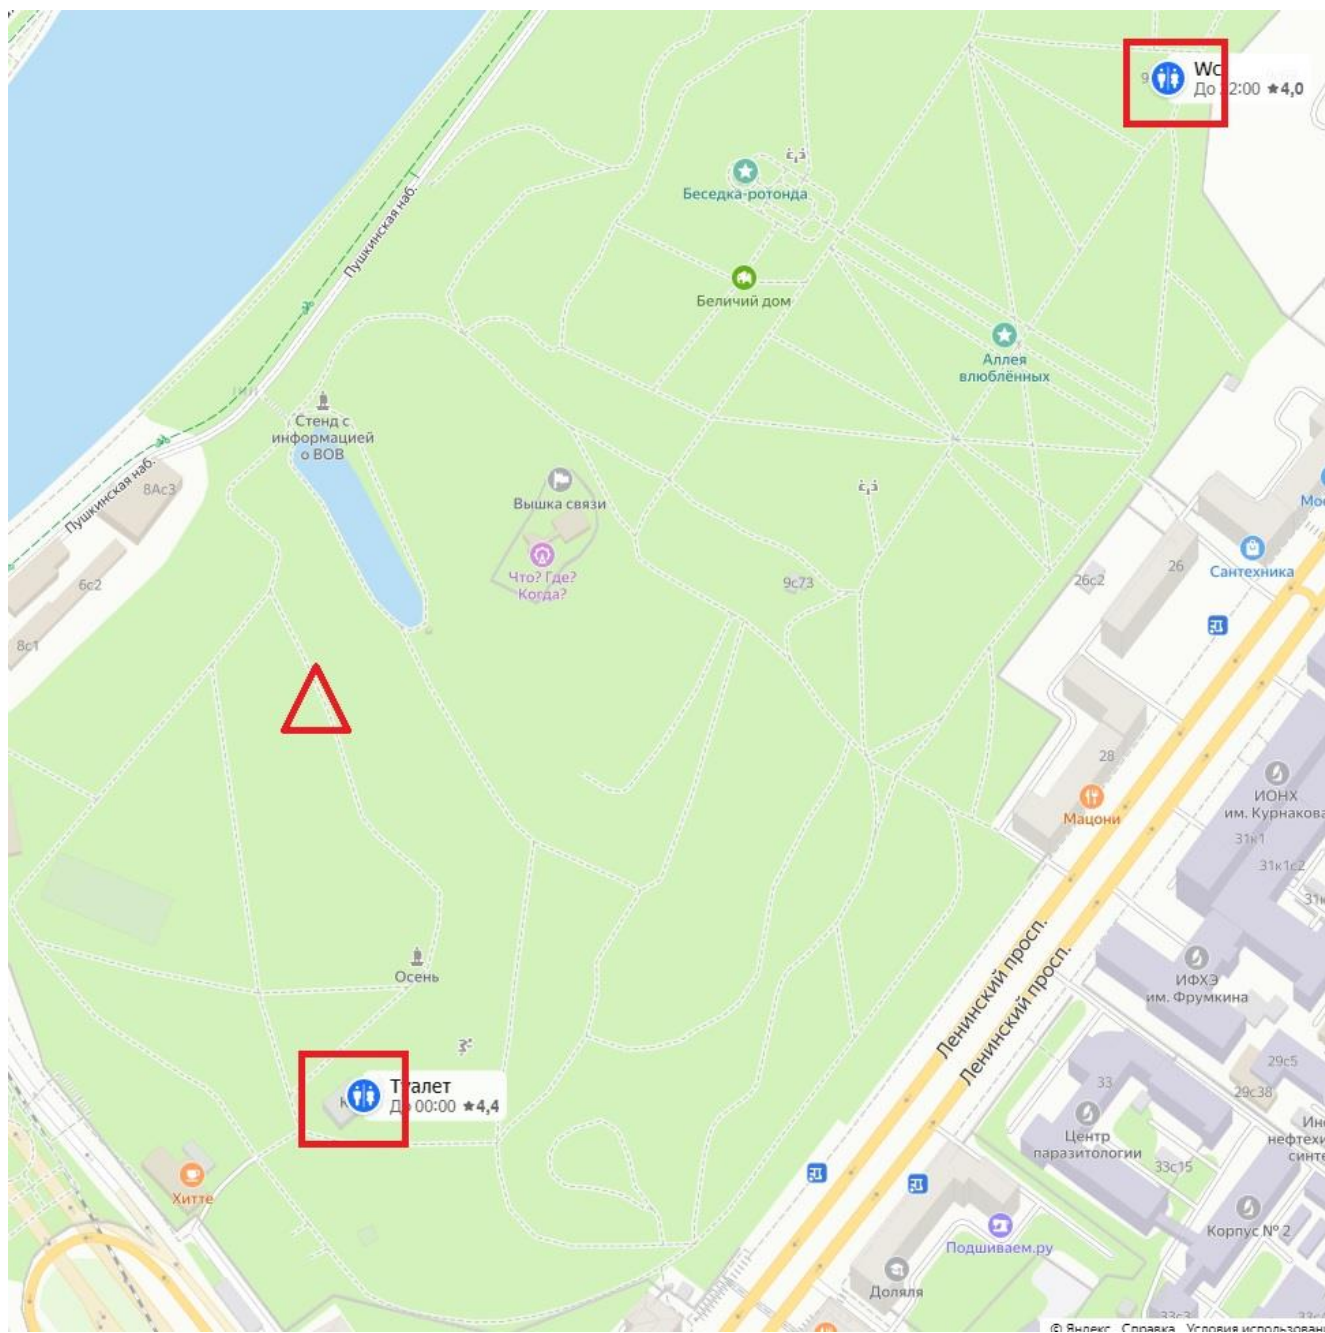 Wc
До 22:00 ★4,0
Беседка-ротонда
Пушкинская наб.
Беличий дом
Аллея
влюблённых
Стенд с
информацией
о ВОВ
Пушкинская наб.
8Ас3
Вышка связи
Что? Где?
Когда?
Сантехника
26
26с2
9с73
6с2
8с1
28
Мацони
ИОНХ
им. Курнакова
31к1
31к1с2
Ленинский просп.
Ленинский просп.
ИФХЭ
им. Фрумкина
Осень
29с5
29с38
33
Туалет
До 00:00 ★4,4
Центр
паразитологии
33с15
Хитте
Корпус № 2
Подшиваем.ру
Доляля
© Яндекс Справка Условия